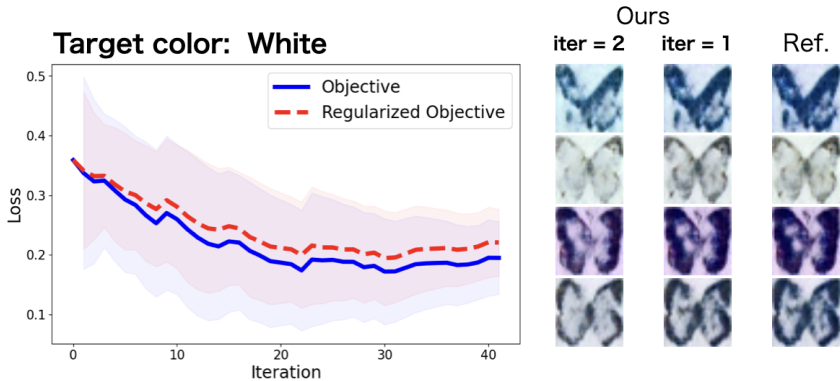 Target color: White
Ours
iter = 2 iter = 1 Ref.
Objective
Regularized Objective
Loss
0.5
0.4
0.3
0.2
0.1
0 10 20 30 40
Iteration